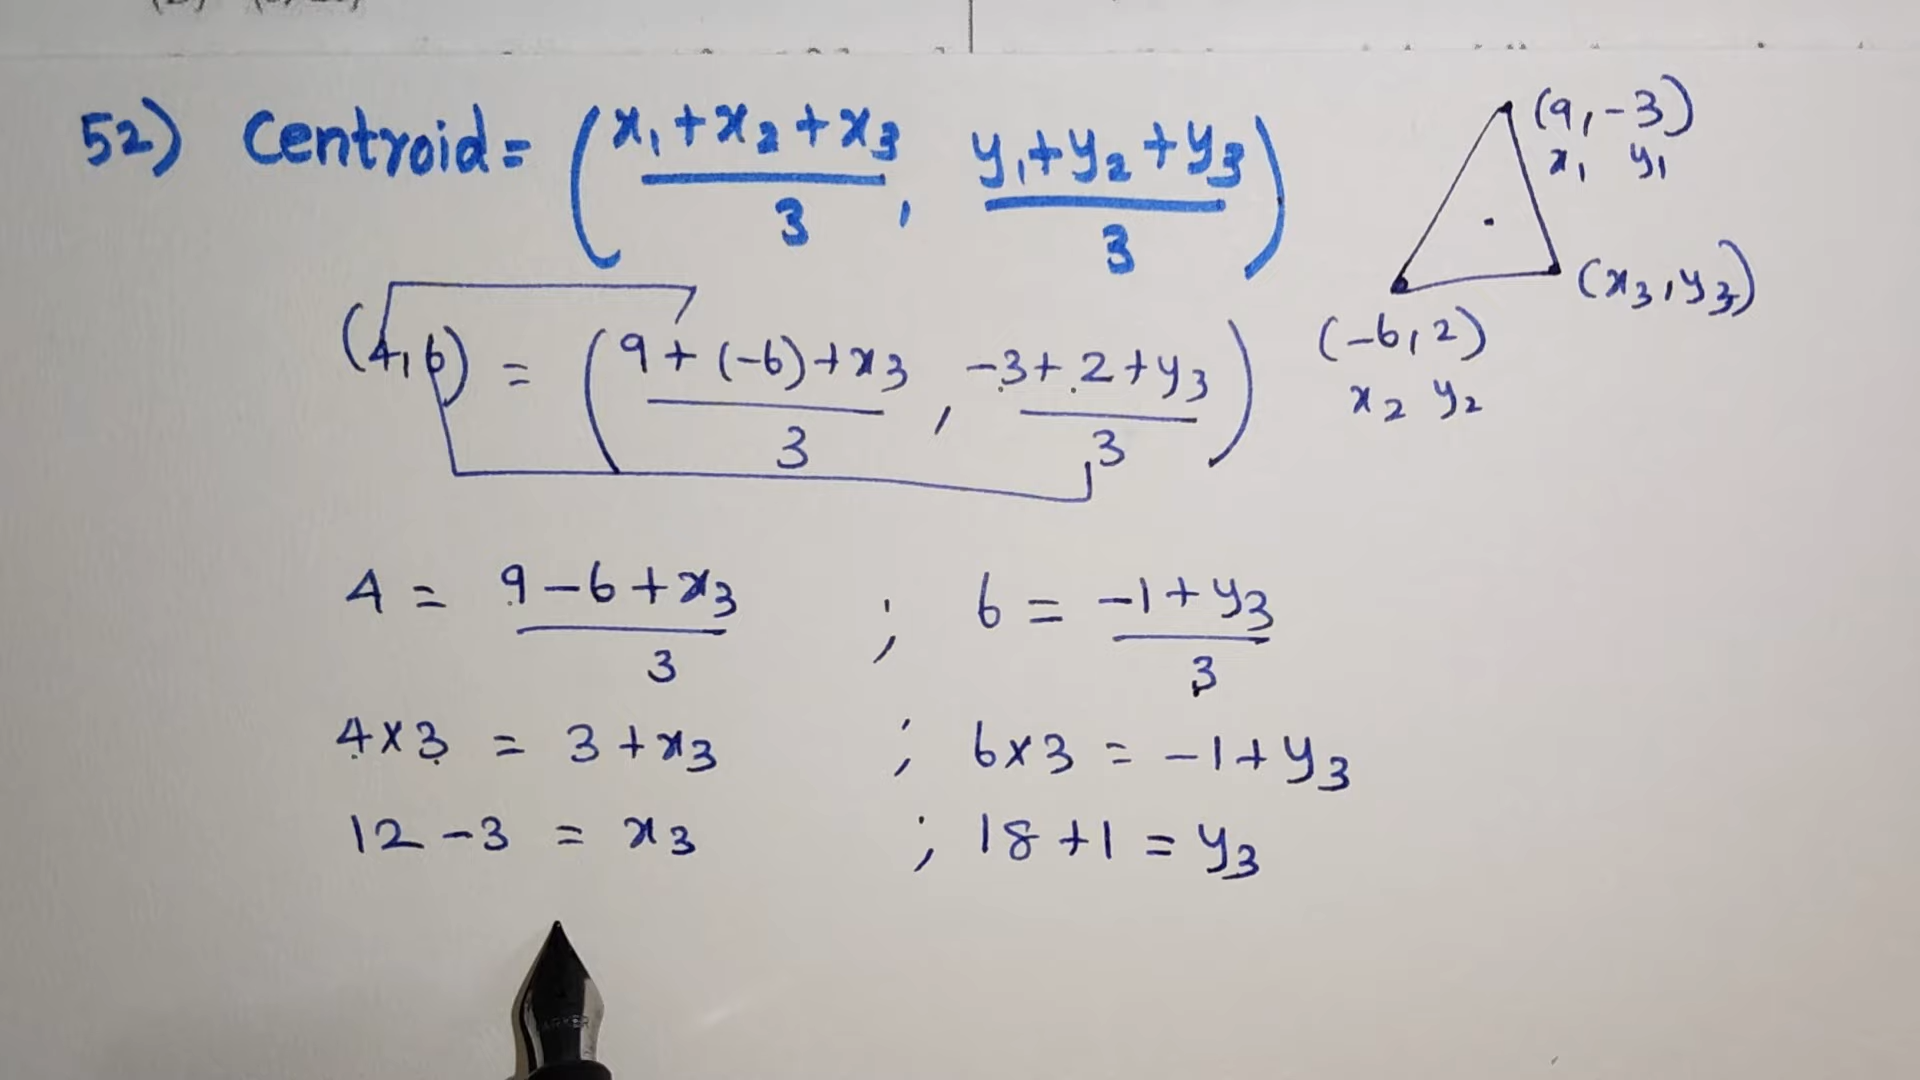 52) Centroid = (x₁+x₂+x₃/3, y₁+y₂+y₃/3)
(9,-3)
x₁ y₁
(x₃,y₃)
(-6,2)
x₂ y₂
(4,6) = (9+(-6)+x₃/3, -3+2+y₃/3)
4 = 9-6+x₃/3 ; 6 = -1+y₃/3
4×3 = 3+x₃ ; 6×3 = -1+y₃
12-3 = x₃ ; 18+1 = y₃
PARKER